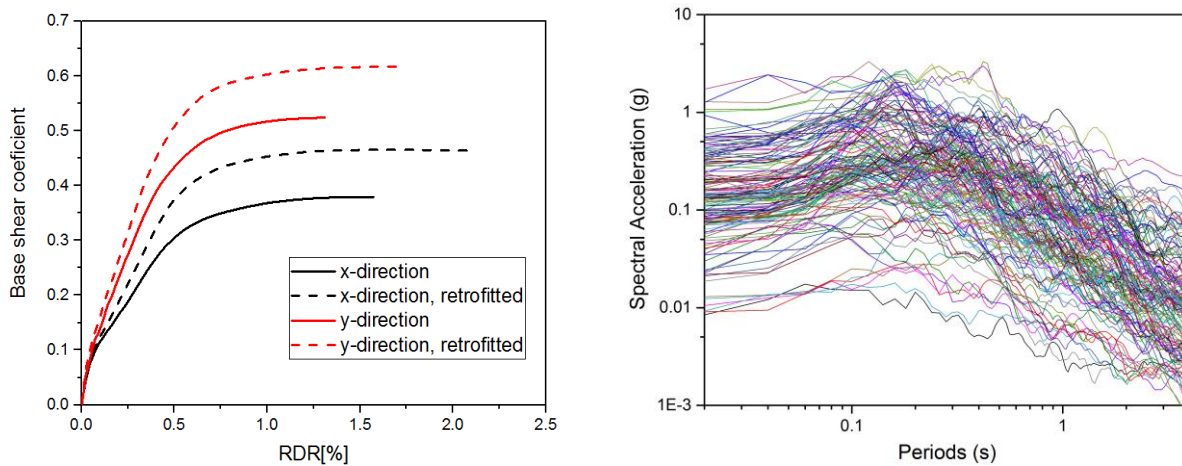 0.7
0.6
0.5
0.4
0.3
0.2
0.1
0.0
Base shear coeficient
x-direction
x-direction, retrofitted
y-direction
y-direction, retrofitted
0.0 0.5 1.0 1.5 2.0 2.5
RDR[%]
10
1
0.1
0.01
1E-3
Spectral Acceleration (g)
0.1 1
Periods (s)